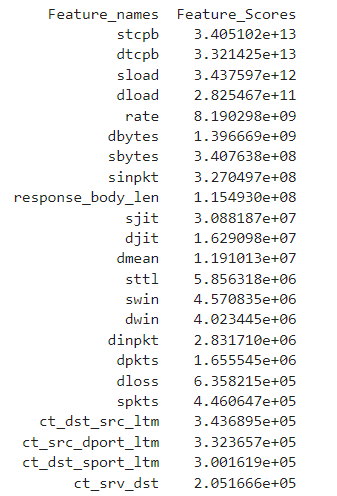 Feature_names Feature_Scores
stcpb 3.405102e+13
dtcpb 3.321425e+13
sload 3.437597e+12
dload 2.825467e+11
rate 8.190298e+09
dbytes 1.396669e+09
sbytes 3.407638e+08
sinpkt 3.270497e+08
response_body_len 1.154930e+08
sjit 3.088187e+07
djit 1.629098e+07
dmean 1.191013e+07
sttl 5.856318e+06
swin 4.570835e+06
dwin 4.023445e+06
dinpkt 2.831710e+06
dpkts 1.655545e+06
dloss 6.358215e+05
spkts 4.460647e+05
ct_dst_src_ltm 3.436895e+05
ct_src_dport_ltm 3.323657e+05
ct_dst_sport_ltm 3.001619e+05
ct_srv_dst 2.051666e+05